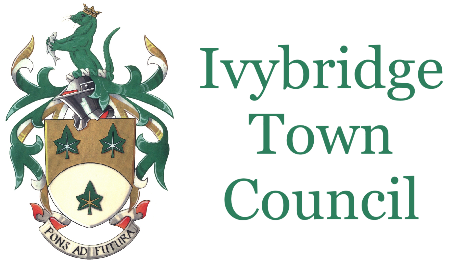 Ivybridge
Town
Council
PONS AD FUTURA